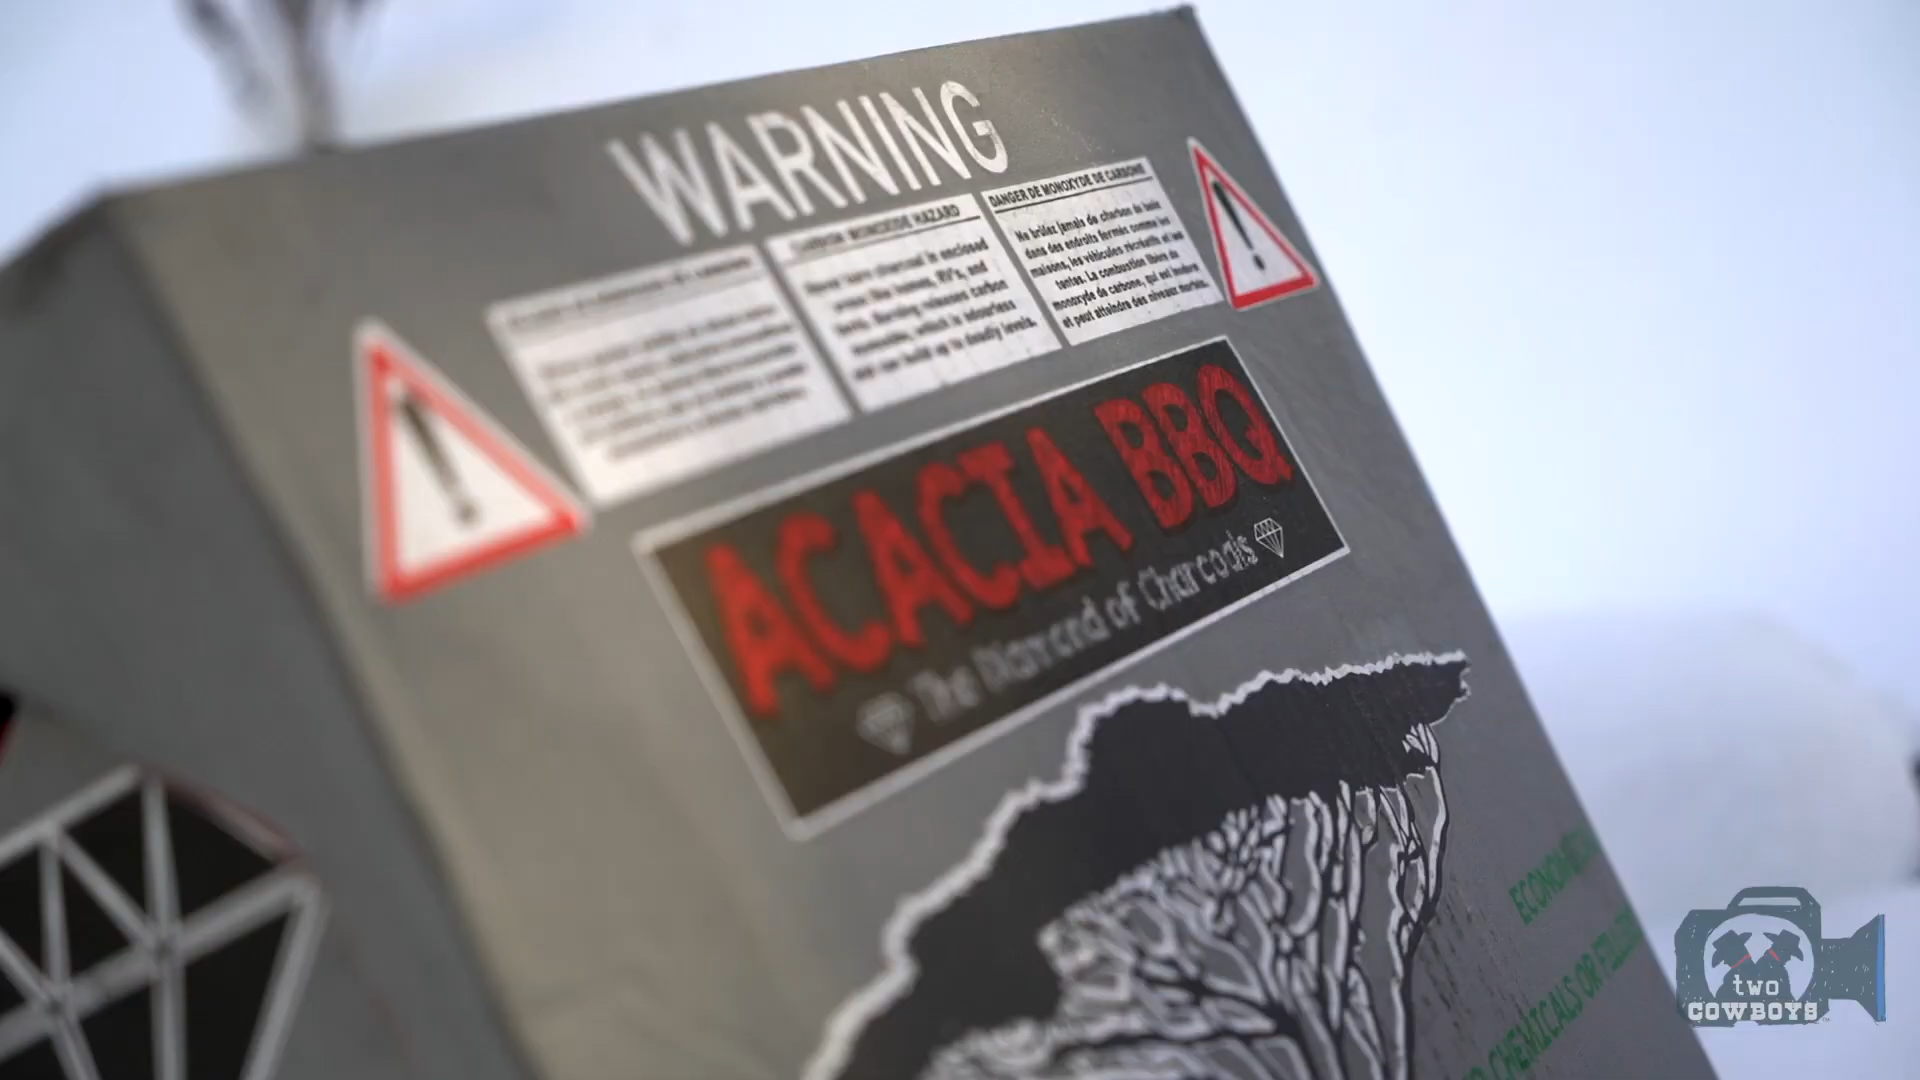 WARNING
CARBON MONOXIDE HAZARD
Never burn charcoal in enclosed
areas like homes, RV's, and
tents. Burning releases carbon
monoxide, which is odourless
and can build up to deadly levels.
DANGER DE MONOXYDE DE CARBONE
Ne brûlez jamais de charbon de bois
dans des endroits fermés comme les
maisons, les véhicules récréatifs et les
tentes. La combustion libère du
monoxyde de carbone, qui est inodore
et peut atteindre des niveaux mortels.
ACACIA BBQ
The Diamond of Charcoals
CHEMICALS OR
two
COWBOYS